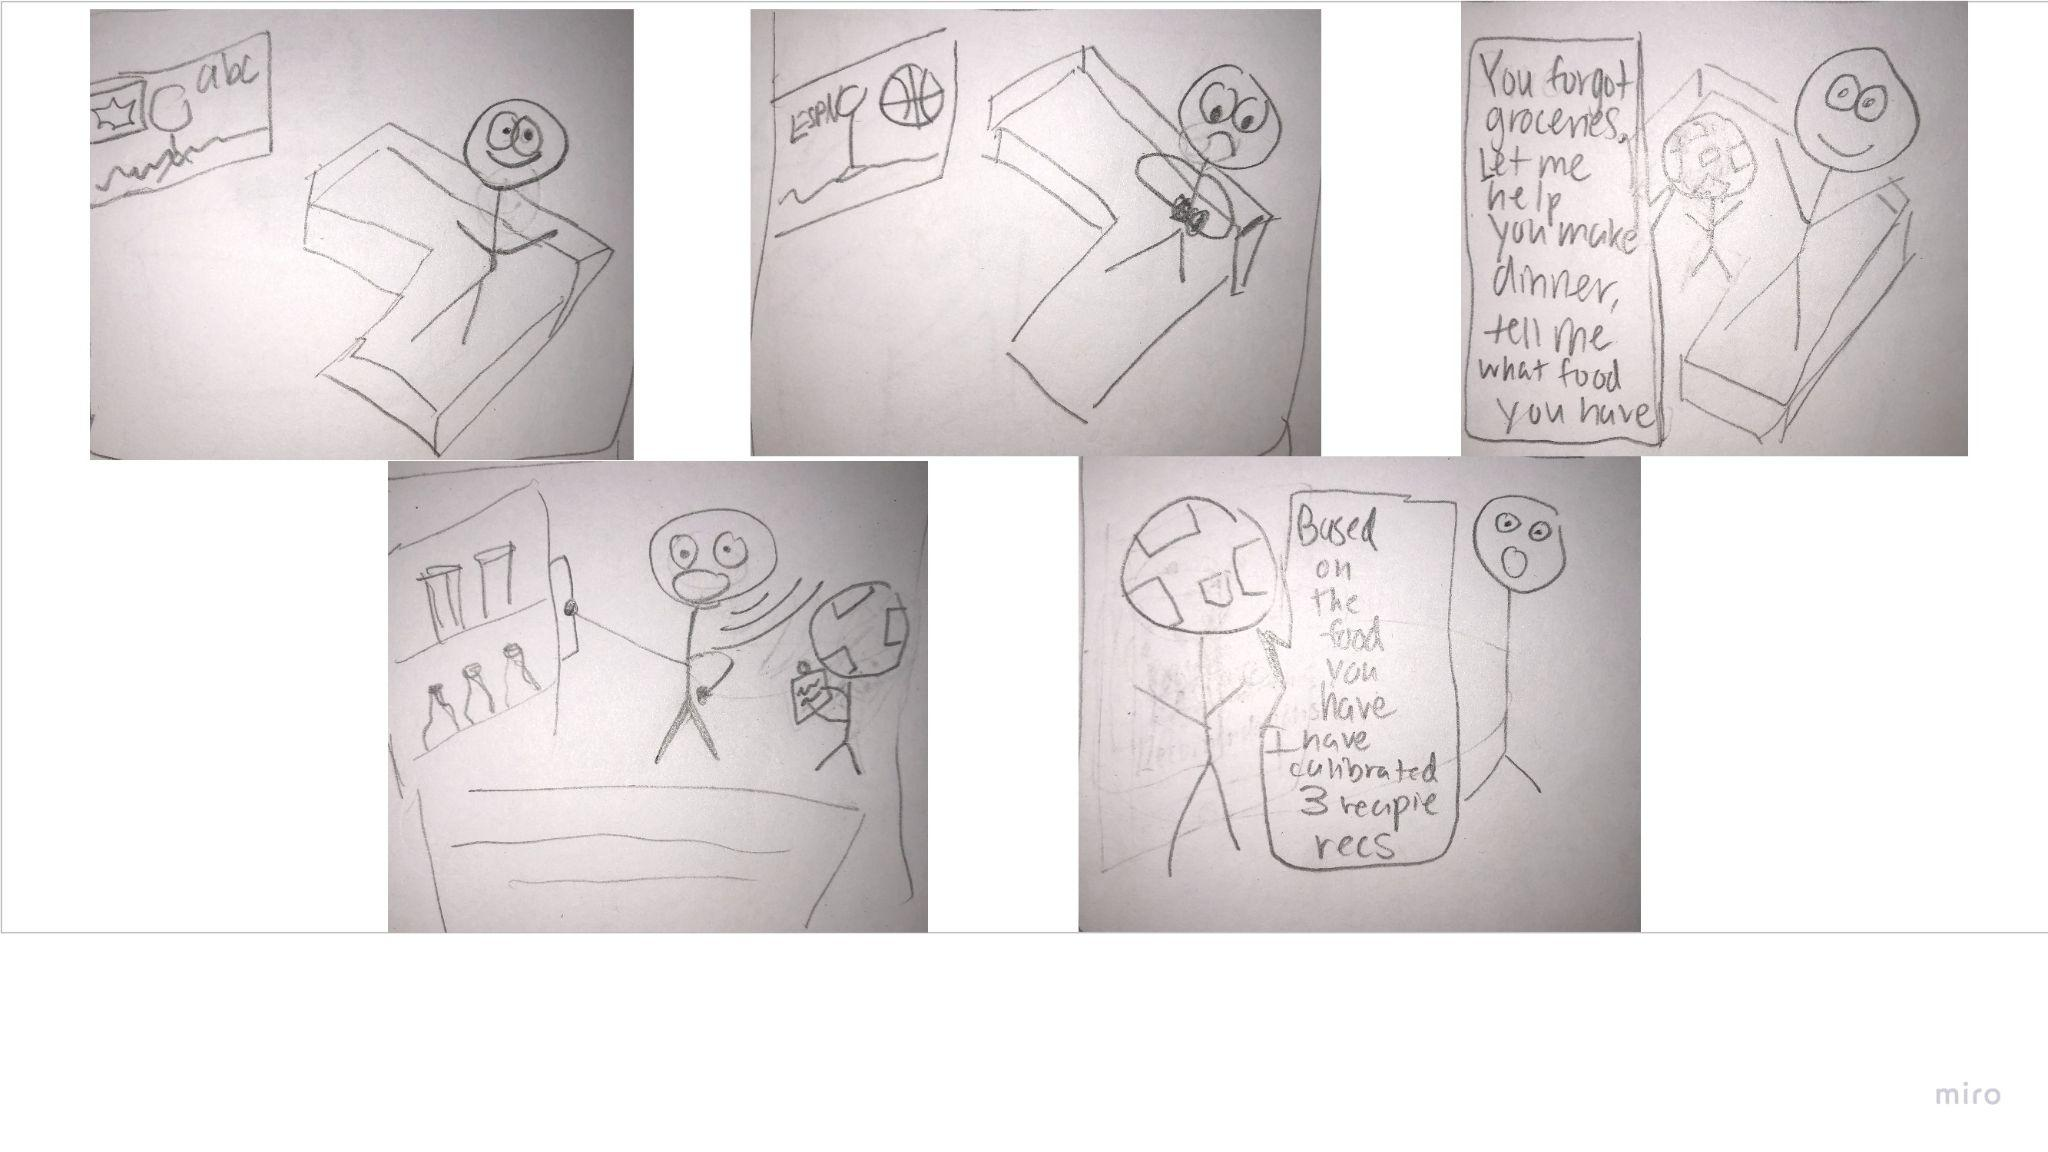 abc
ESPN
You forgot
groceries,
Let me
help
you make
dinner,
tell me
what food
you have
Based
on
the
food
you
have
I have
calibrated
3 recipie
recs
miro